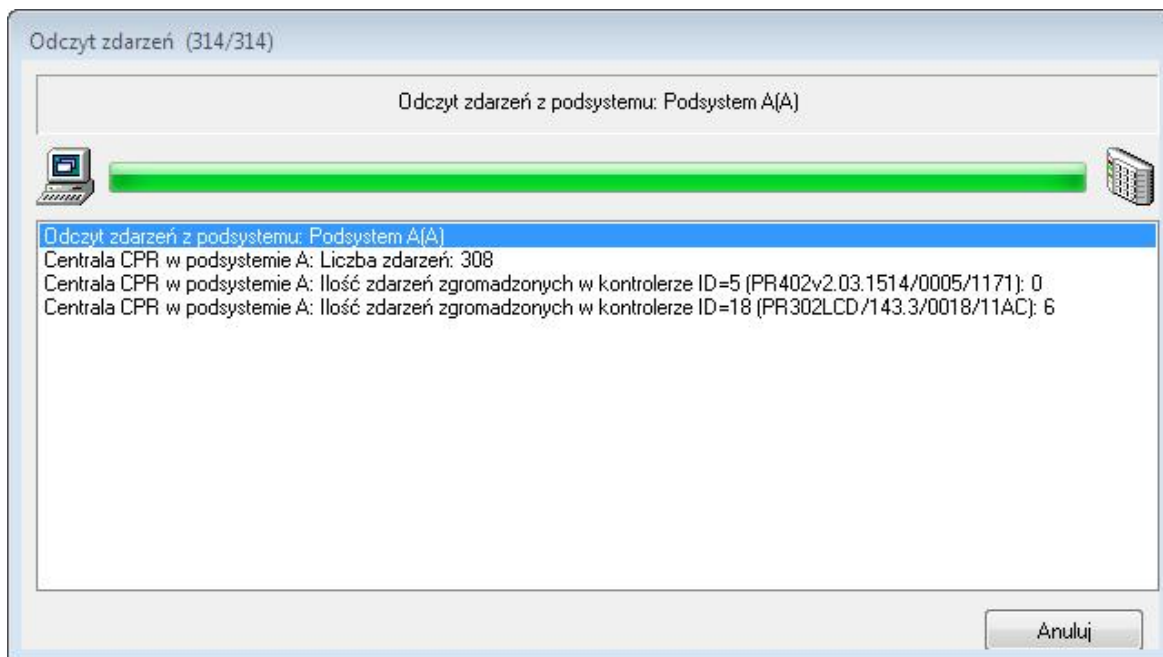 Odczyt zdarzeń (314/314)
Odczyt zdarzeń z podsystemu: Podsystem A(A)
Odczyt zdarzeń z podsystemu: Podsystem A(A)
Centrala CPR w podsystemie A: Liczba zdarzeń: 308
Centrala CPR w podsystemie A: Ilość zdarzeń zgromadzonych w kontrolerze ID=5 (PR402v2.03.1514/0005/1171): 0
Centrala CPR w podsystemie A: Ilość zdarzeń zgromadzonych w kontrolerze ID=18 (PR302LCD/143.3/0018/11AC): 6
Anuluj